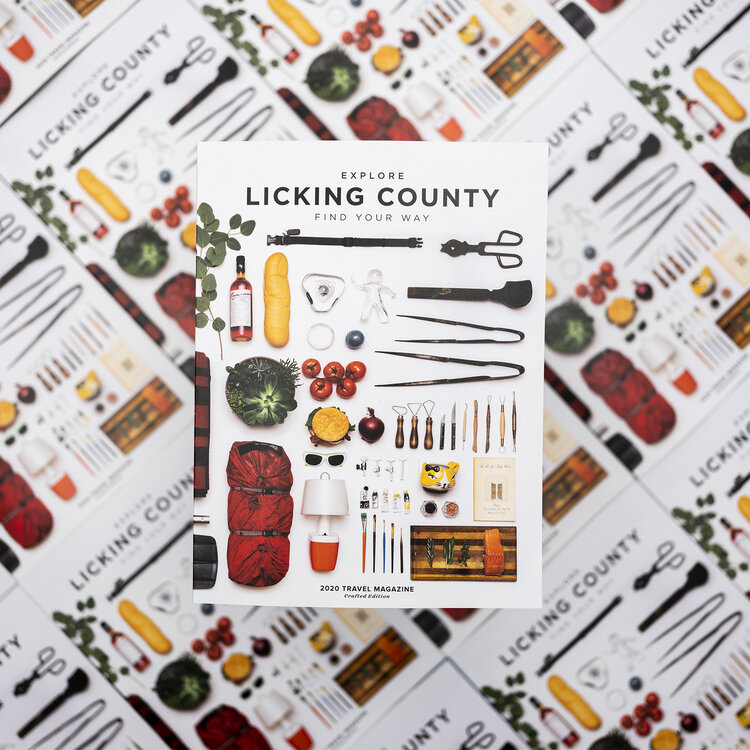 EXPLORE
LICKING COUNTY
FIND YOUR WAY
2020 TRAVEL MAGAZINE
Crafted Edition